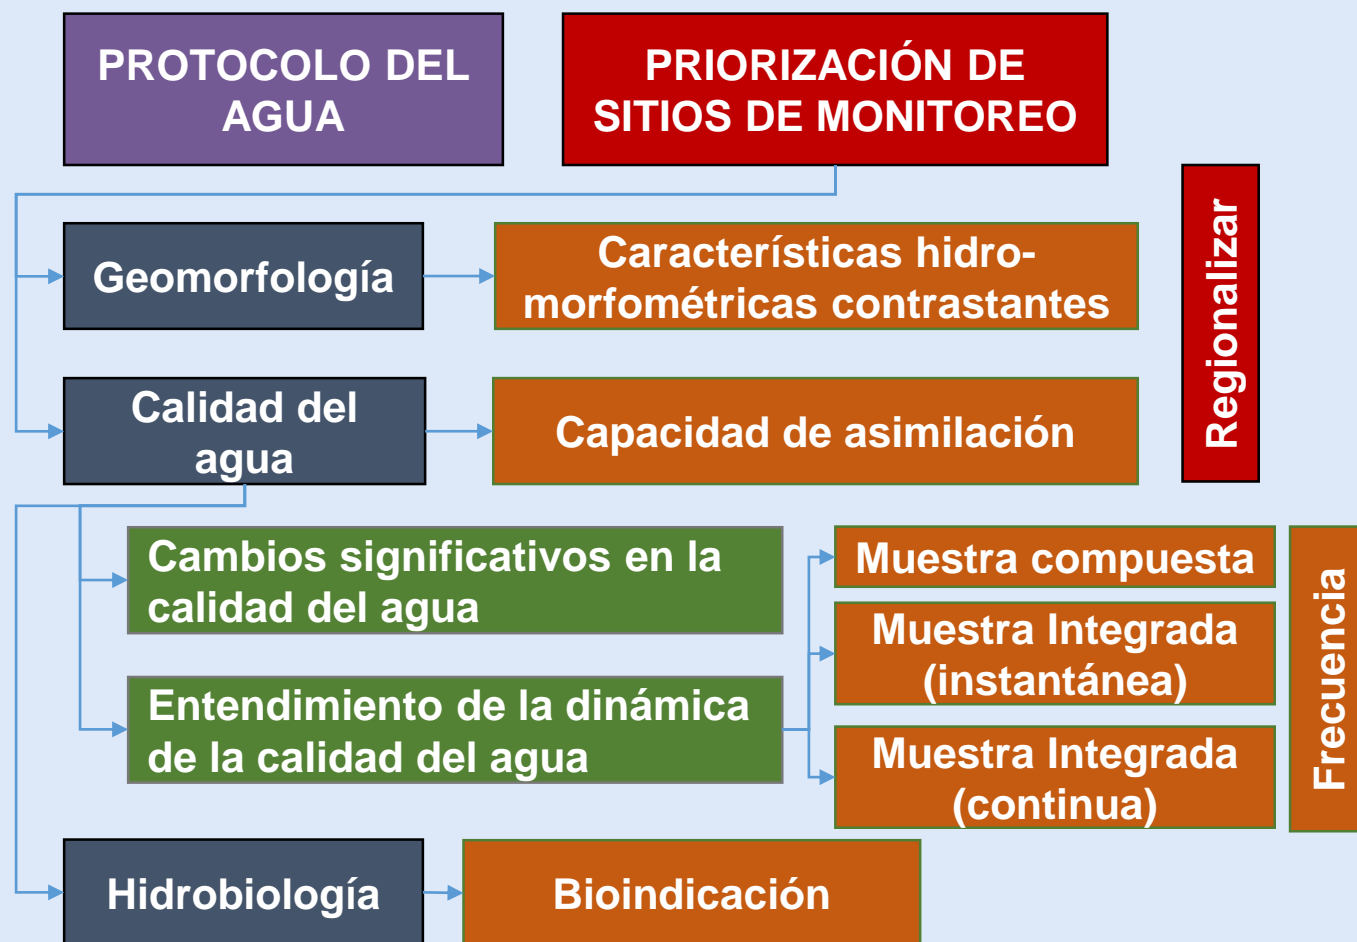 PROTOCOLO DEL
AGUA
PRIORIZACIÓN DE
SITIOS DE MONITOREO
Regionalizar
Geomorfología
Características hidro-
morfométricas contrastantes
Calidad del
agua
Capacidad de asimilación
Cambios significativos en la
calidad del agua
Entendimiento de la dinámica
de la calidad del agua
Muestra compuesta
Muestra Integrada
(instantánea)
Muestra Integrada
(continua)
Frecuencia
Hidrobiología
Bioindicación